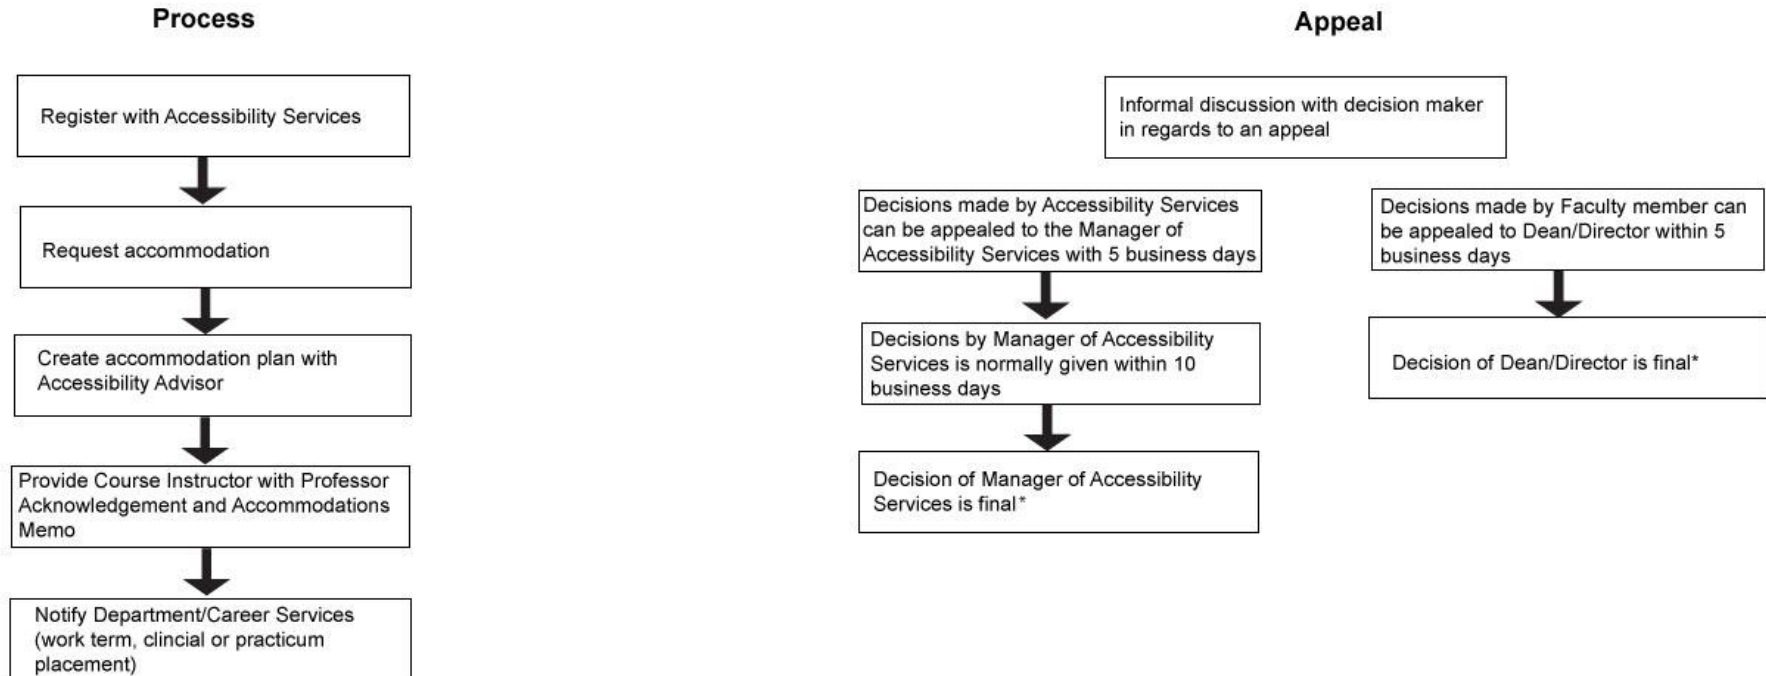 Process
Register with Accessibility Services
Request accommodation
Create accommodation plan with
Accessibility Advisor
Provide Course Instructor with Professor
Acknowledgement and Accommodations
Memo
Notify Department/Career Services
(work term, clincial or practicum
placement)
Appeal
Informal discussion with decision maker
in regards to an appeal
Decisions made by Accessibility Services
can be appealed to the Manager of
Accessibility Services with 5 business days
Decisions by Manager of Accessibility
Services is normally given within 10
business days
Decision of Manager of Accessibility
Services is final*
Decisions made by Faculty member can
be appealed to Dean/Director within 5
business days
Decision of Dean/Director is final*